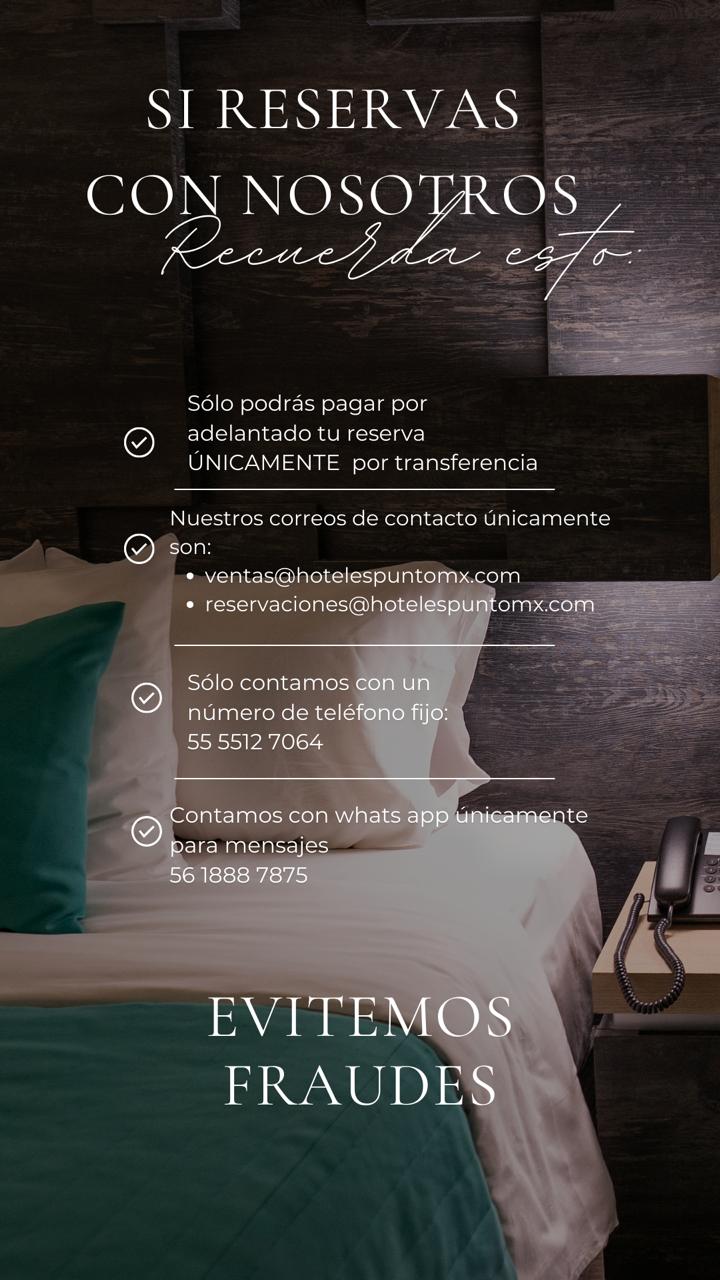 SI RESERVAS
CON NOSOTROS
Recuerda esto:
Sólo podrás pagar por
adelantado tu reserva
ÚNICAMENTE  por transferencia
Nuestros correos de contacto únicamente
son:
• ventas@hotelespuntomx.com
• reservaciones@hotelespuntomx.com
Sólo contamos con un
número de teléfono fijo:
55 5512 7064
Contamos con whats app únicamente
para mensajes
56 1888 7875
EVITEMOS
FRAUDES